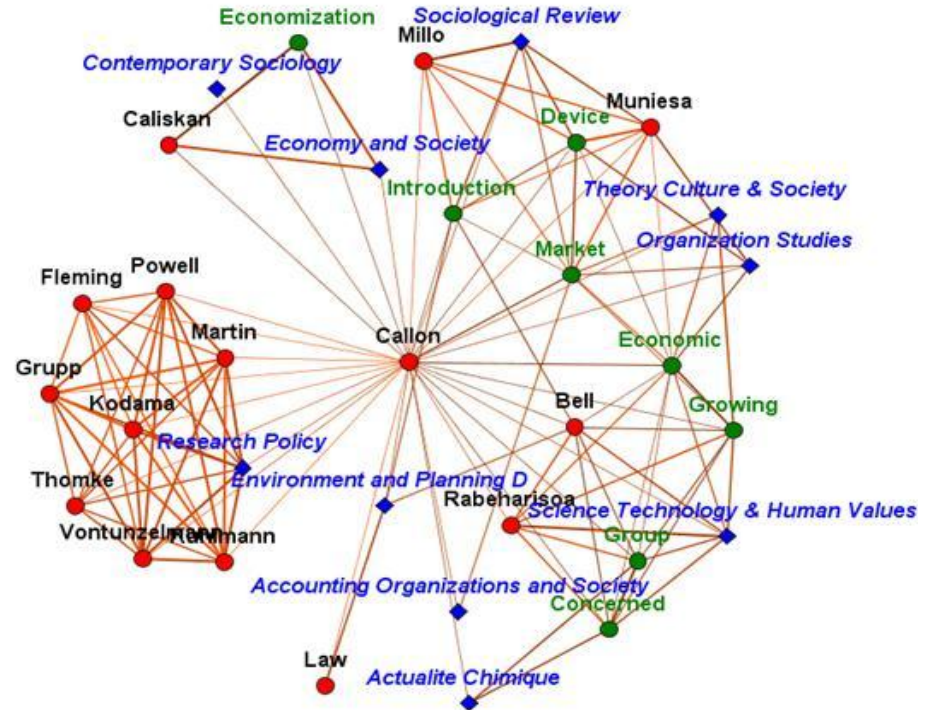 Economization
Sociological Review
Millo
Contemporary Sociology
Muniesa
Caliskan
Device
Economy and Society
Introduction
Theory Culture & Society
Organization Studies
Market
Powell
Fleming
Martin
Callon
Economic
Grupp
Bell
Growing
Kodama
Research Policy
Thomke
Environment and Planning D
Rabeharisoa
Science Technology & Human Values
Vontunzelmann
Group
Accounting Organizations and Society
Concerned
Law
Actualite Chimique